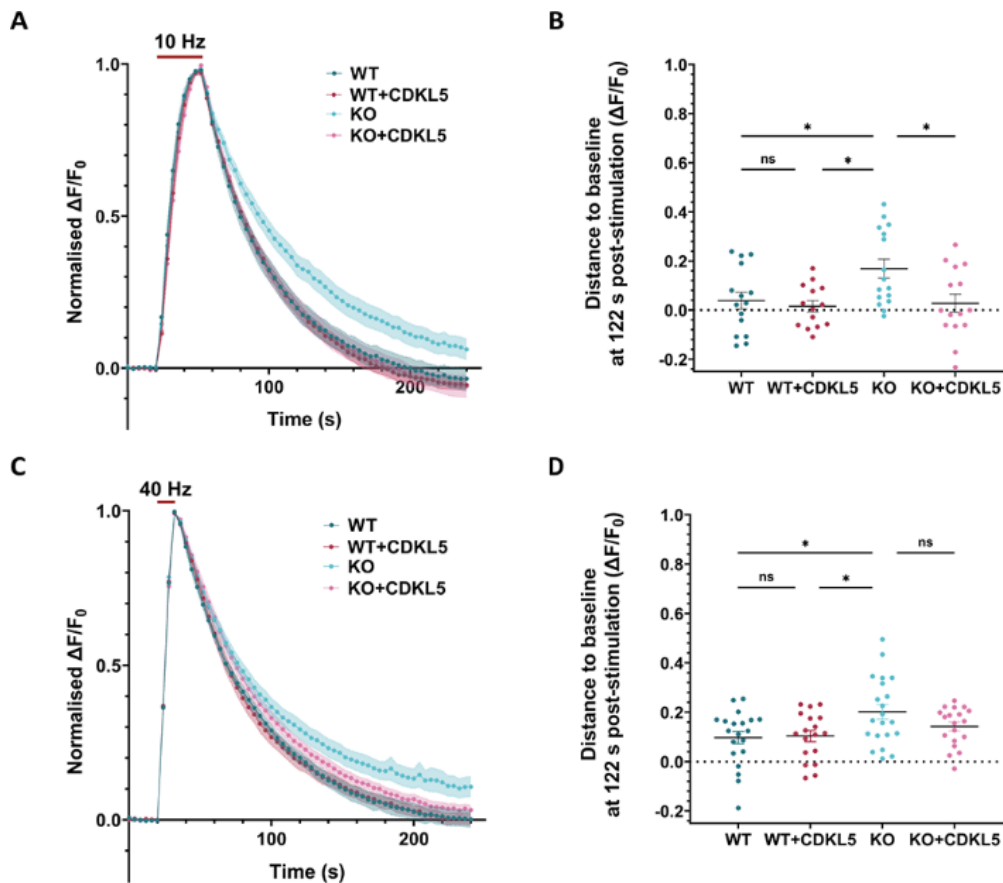 A
10 Hz
WT
WT+CDKL5
KO
KO+CDKL5
Normalised ΔF/F₀
1.0
0.5
0.0
100
200
Time (s)
B
Distance to baseline
at 122 s post-stimulation (ΔF/F₀)
1.0
0.8
0.6
0.4
0.2
0.0
-0.2
*
*
ns
*
WT
WT+CDKL5
KO
KO+CDKL5
C
40 Hz
WT
WT+CDKL5
KO
KO+CDKL5
Normalised ΔF/F₀
1.0
0.5
0.0
100
200
Time (s)
D
Distance to baseline
at 122 s post-stimulation (ΔF/F₀)
1.0
0.8
0.6
0.4
0.2
0.0
-0.2
*
ns
ns
*
WT
WT+CDKL5
KO
KO+CDKL5